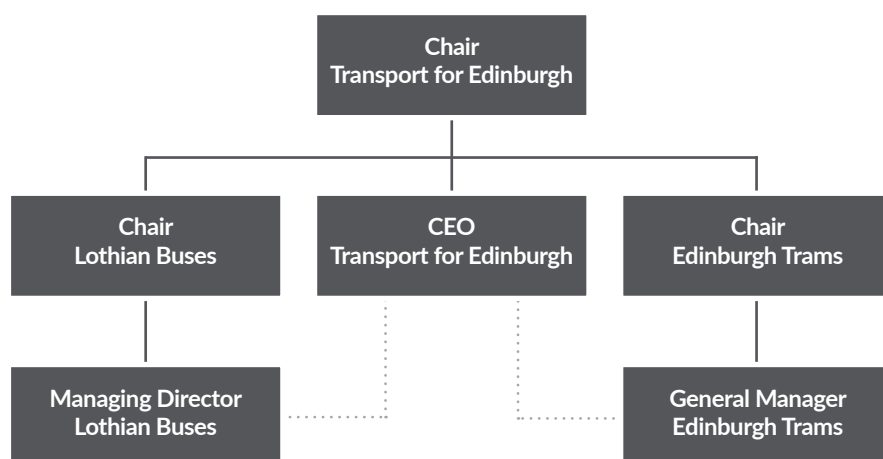 Chair
Transport for Edinburgh
Chair
Lothian Buses
CEO
Transport for Edinburgh
Chair
Edinburgh Trams
Managing Director
Lothian Buses
General Manager
Edinburgh Trams